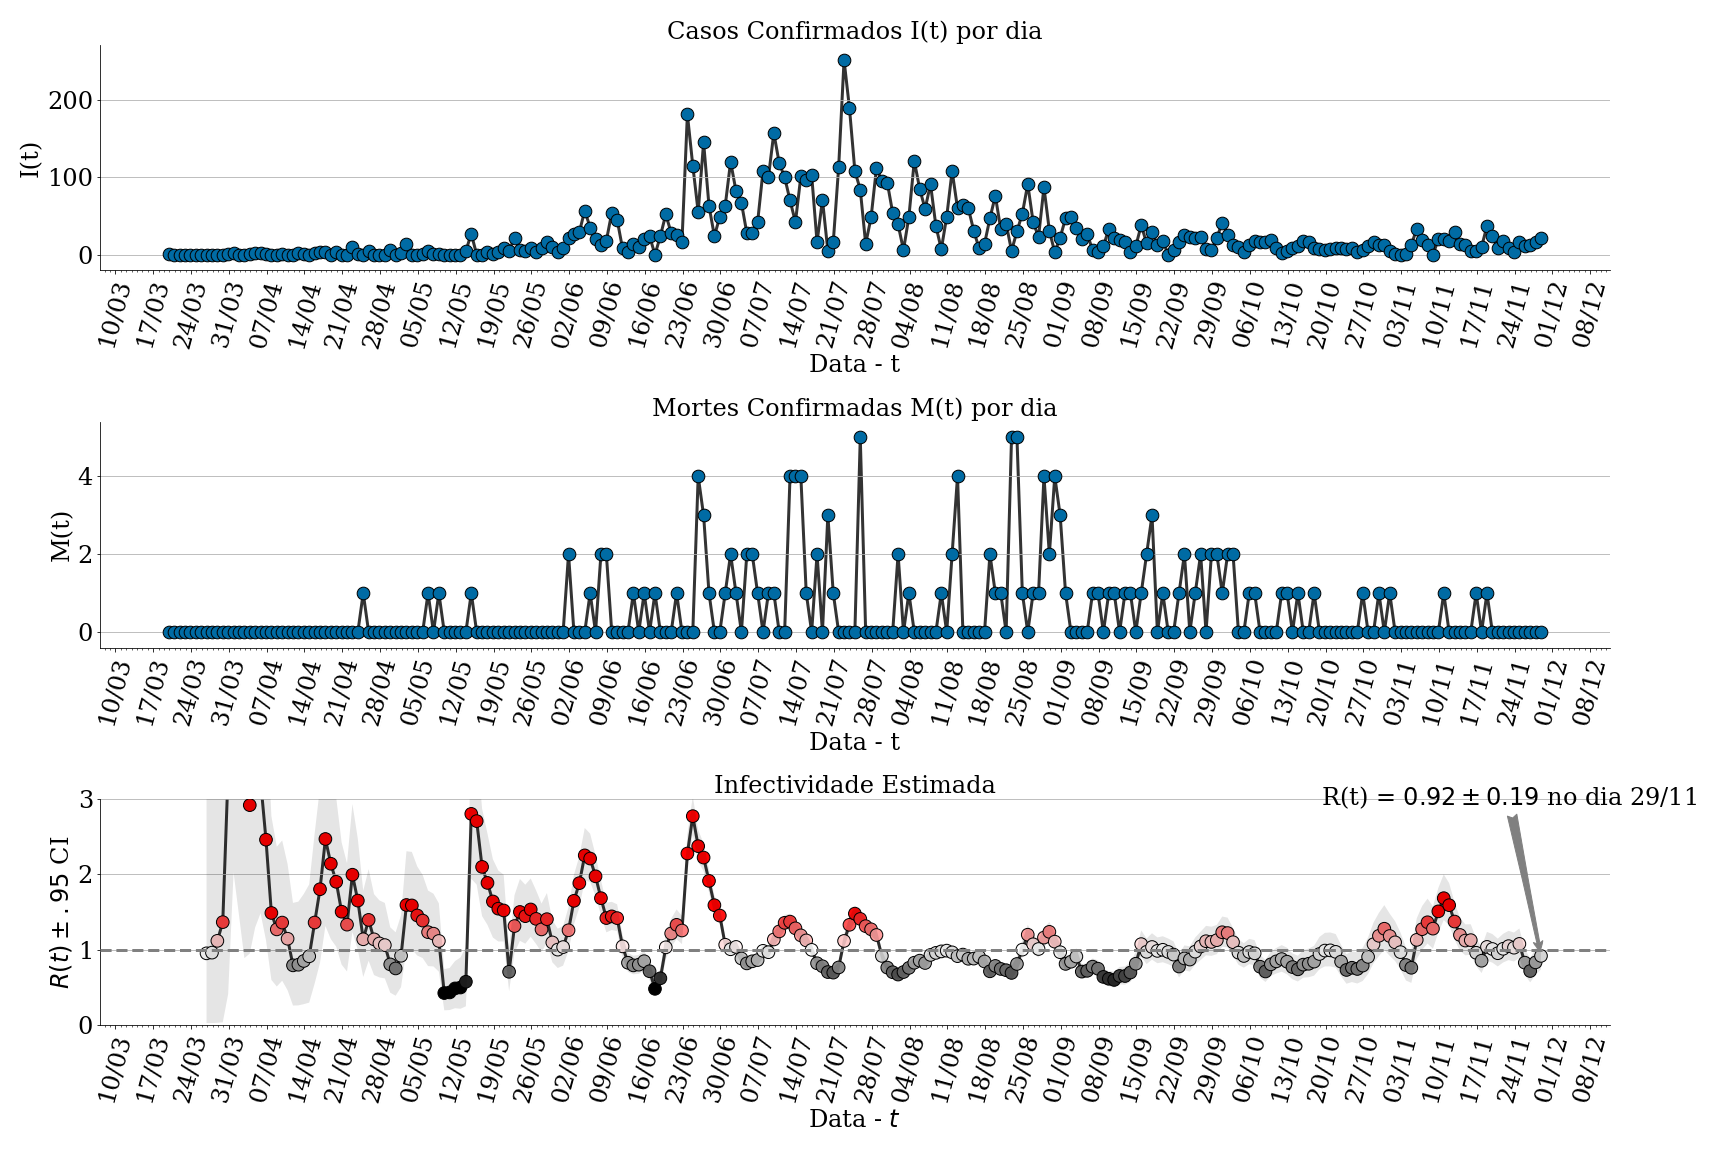 Casos Confirmados I(t) por dia
I(t)
200
100
0
10/03 17/03 24/03 31/03 07/04 14/04 21/04 28/04 05/05 12/05 19/05 26/05 02/06 09/06 16/06 23/06 30/06 07/07 14/07 21/07 28/07 04/08 11/08 18/08 25/08 01/09 08/09 15/09 22/09 29/09 06/10 13/10 20/10 27/10 03/11 10/11 17/11 24/11 01/12 08/12
Data - t
Mortes Confirmadas M(t) por dia
M(t)
4
2
0
10/03 17/03 24/03 31/03 07/04 14/04 21/04 28/04 05/05 12/05 19/05 26/05 02/06 09/06 16/06 23/06 30/06 07/07 14/07 21/07 28/07 04/08 11/08 18/08 25/08 01/09 08/09 15/09 22/09 29/09 06/10 13/10 20/10 27/10 03/11 10/11 17/11 24/11 01/12 08/12
Data - t
Infectividade Estimada
R(t) = 0.92 ± 0.19 no dia 29/11
R(t) ± .95 CI
3
2
1
0
10/03 17/03 24/03 31/03 07/04 14/04 21/04 28/04 05/05 12/05 19/05 26/05 02/06 09/06 16/06 23/06 30/06 07/07 14/07 21/07 28/07 04/08 11/08 18/08 25/08 01/09 08/09 15/09 22/09 29/09 06/10 13/10 20/10 27/10 03/11 10/11 17/11 24/11 01/12 08/12
Data - t